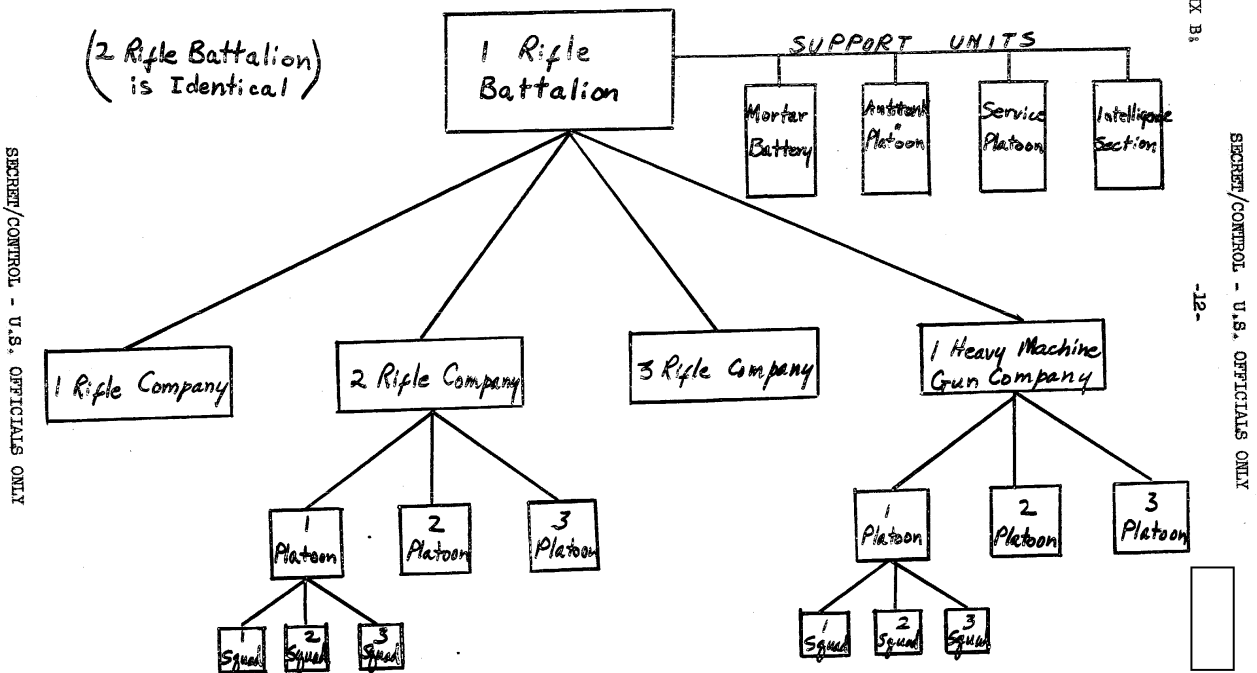 (2 Rifle Battalion
is Identical)
1 Rifle
Battalion
SUPPORT UNITS
Mortar
Battery
Antitank
Platoon
Service
Platoon
Intelligence
Section
1 Rifle Company
2 Rifle Company
3 Rifle Company
1 Heavy Machine
Gun Company
1
Platoon
2
Platoon
3
Platoon
1
Platoon
2
Platoon
3
Platoon
1
Squad
2
Squad
3
Squad
1
Squad
2
Squad
3
Squad
SECRET/CONTROL - U.S. OFFICIALS ONLY
IX B:
-12-
SECRET/CONTROL - U.S. OFFICIALS ONLY